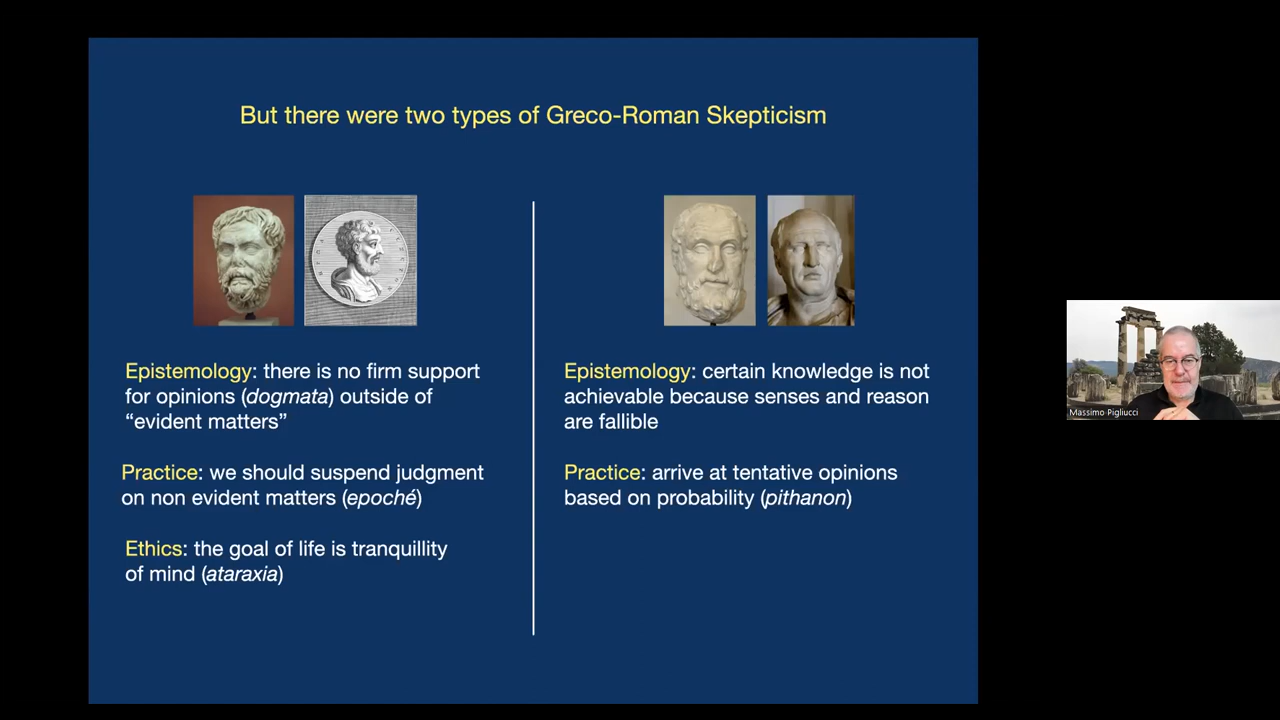 But there were two types of Greco-Roman Skepticism
Epistemology: there is no firm support
for opinions (dogmata) outside of
“evident matters”
Practice: we should suspend judgment
on non evident matters (epoché)
Ethics: the goal of life is tranquillity
of mind (ataraxia)
Epistemology: certain knowledge is not
achievable because senses and reason
are fallible
Practice: arrive at tentative opinions
based on probability (pithanon)
Massimo Pigliucci